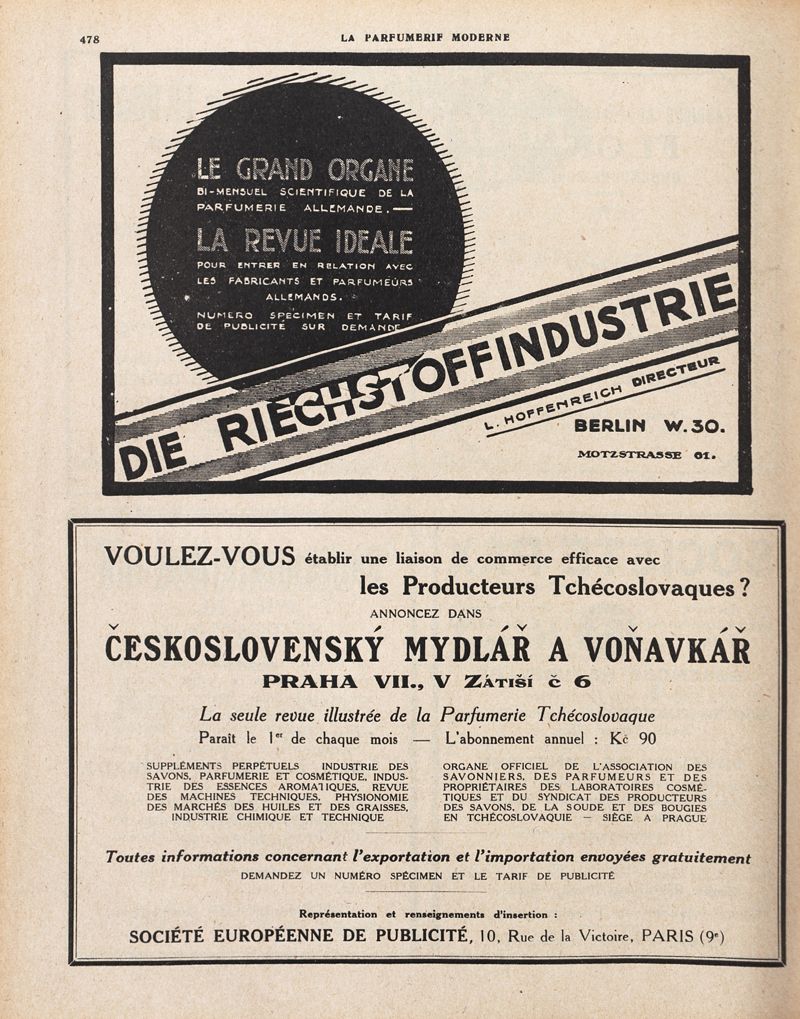 478
LA PARFUMERIE MODERNE
LE GRAND ORGANE
BI-MENSUEL SCIENTIFIQUE DE LA
PARFUMERIE ALLEMANDE. —
LA REVUE IDEALE
POUR ENTRER EN RELATION AVEC
LES FABRICANTS ET PARFUMEURS
ALLEMANDS.
NUMERO SPECIMEN ET TARIF
DE PUBLICITÉ SUR DEMANDE
DIE RIECHSTOFFINDUSTRIE
L. HOFFENREICH DIRECTEUR
BERLIN W.30.
MOTZSTRASSE 61.
VOULEZ-VOUS établir une liaison de commerce efficace avec
les Producteurs Tchécoslovaques ?
ANNONCEZ DANS
ČESKOSLOVENSKÝ MYDLÁŘ A VOŇAVKÁŘ
PRAHA VII., V ZÁTIŠÍ č 6
La seule revue illustrée de la Parfumerie Tchécoslovaque
Paraît le 1er de chaque mois — L'abonnement annuel : Kč 90
SUPPLÉMENTS PERPÉTUELS INDUSTRIE DES
SAVONS, PARFUMERIE ET COSMÉTIQUE, INDUS-
TRIE DES ESSENCES AROMATIQUES, REVUE
DES MACHINES TECHNIQUES, PHYSIONOMIE
DES MARCHÉS DES HUILES ET DES GRAISSES,
INDUSTRIE CHIMIQUE ET TECHNIQUE
ORGANE OFFICIEL DE L'ASSOCIATION DES
SAVONNIERS, DES PARFUMEURS ET DES
PROPRIÉTAIRES DES LABORATOIRES COSMÉ-
TIQUES ET DU SYNDICAT DES PRODUCTEURS
DES SAVONS, DE LA SOUDE ET DES BOUGIES
EN TCHÉCOSLOVAQUIE — SIÈGE A PRAGUE
Toutes informations concernant l'exportation et l'importation envoyées gratuitement
DEMANDEZ UN NUMÉRO SPÉCIMEN ET LE TARIF DE PUBLICITÉ
Représentation et renseignements d'insertion :
SOCIÉTÉ EUROPÉENNE DE PUBLICITÉ, 10, Rue de la Victoire, PARIS (9e)